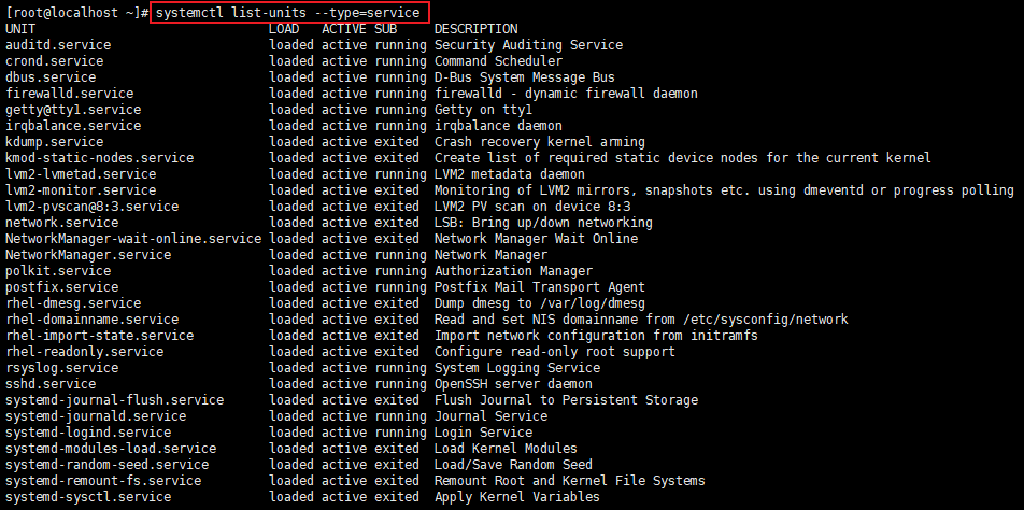 [root@localhost ~]# systemctl list-units --type=service
UNIT LOAD ACTIVE SUB DESCRIPTION
auditd.service loaded active running Security Auditing Service
crond.service loaded active running Command Scheduler
dbus.service loaded active running D-Bus System Message Bus
firewalld.service loaded active running firewalld - dynamic firewall daemon
getty@tty1.service loaded active running Getty on tty1
irqbalance.service loaded active running irqbalance daemon
kdump.service loaded active exited Crash recovery kernel arming
kmod-static-nodes.service loaded active exited Create list of required static device nodes for the current kernel
lvm2-lvmetad.service loaded active running LVM2 metadata daemon
lvm2-monitor.service loaded active exited Monitoring of LVM2 mirrors, snapshots etc. using dmeventd or progress polling
lvm2-pvscan@8:3.service loaded active exited LVM2 PV scan on device 8:3
network.service loaded active exited LSB: Bring up/down networking
NetworkManager-wait-online.service loaded active exited Network Manager Wait Online
NetworkManager.service loaded active running Network Manager
polkit.service loaded active running Authorization Manager
postfix.service loaded active running Postfix Mail Transport Agent
rhel-dmesg.service loaded active exited Dump dmesg to /var/log/dmesg
rhel-domainname.service loaded active exited Read and set NIS domainname from /etc/sysconfig/network
rhel-import-state.service loaded active exited Import network configuration from initramfs
rhel-readonly.service loaded active exited Configure read-only root support
rsyslog.service loaded active running System Logging Service
sshd.service loaded active running OpenSSH server daemon
systemd-journal-flush.service loaded active exited Flush Journal to Persistent Storage
systemd-journald.service loaded active running Journal Service
systemd-logind.service loaded active running Login Service
systemd-modules-load.service loaded active exited Load Kernel Modules
systemd-random-seed.service loaded active exited Load/Save Random Seed
systemd-remount-fs.service loaded active exited Remount Root and Kernel File Systems
systemd-sysctl.service loaded active exited Apply Kernel Variables